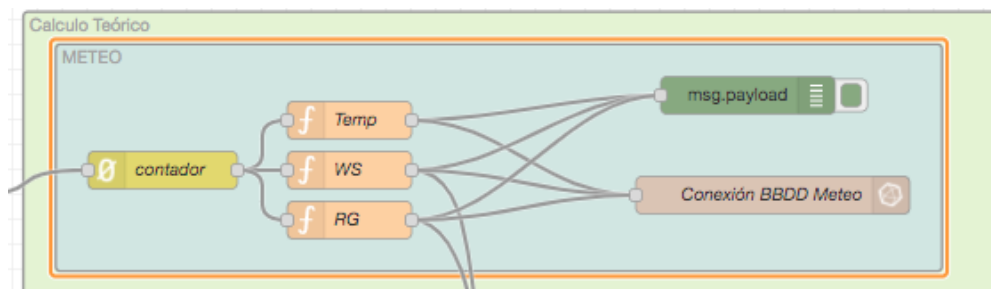 Calculo Teórico
METEO
msg.payload
Temp
contador
WS
Conexión BBDD Meteo
RG